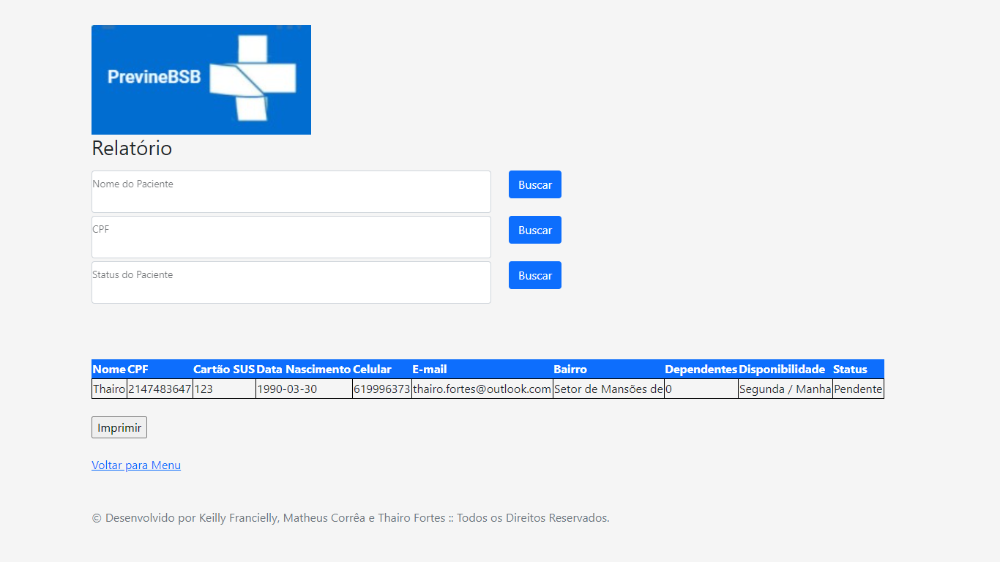 PrevineBSB
Relatório
Nome do Paciente Buscar
CPF Buscar
Status do Paciente Buscar
Nome CPF Cartão SUS Data Nascimento Celular E-mail Bairro Dependentes Disponibilidade Status
Thairo 2147483647 123 1990-03-30 619996373 thairo.fortes@outlook.com Setor de Mansões de 0 Segunda / Manha Pendente
Imprimir
Voltar para Menu
© Desenvolvido por Keilly Francielly, Matheus Corrêa e Thairo Fortes :: Todos os Direitos Reservados.